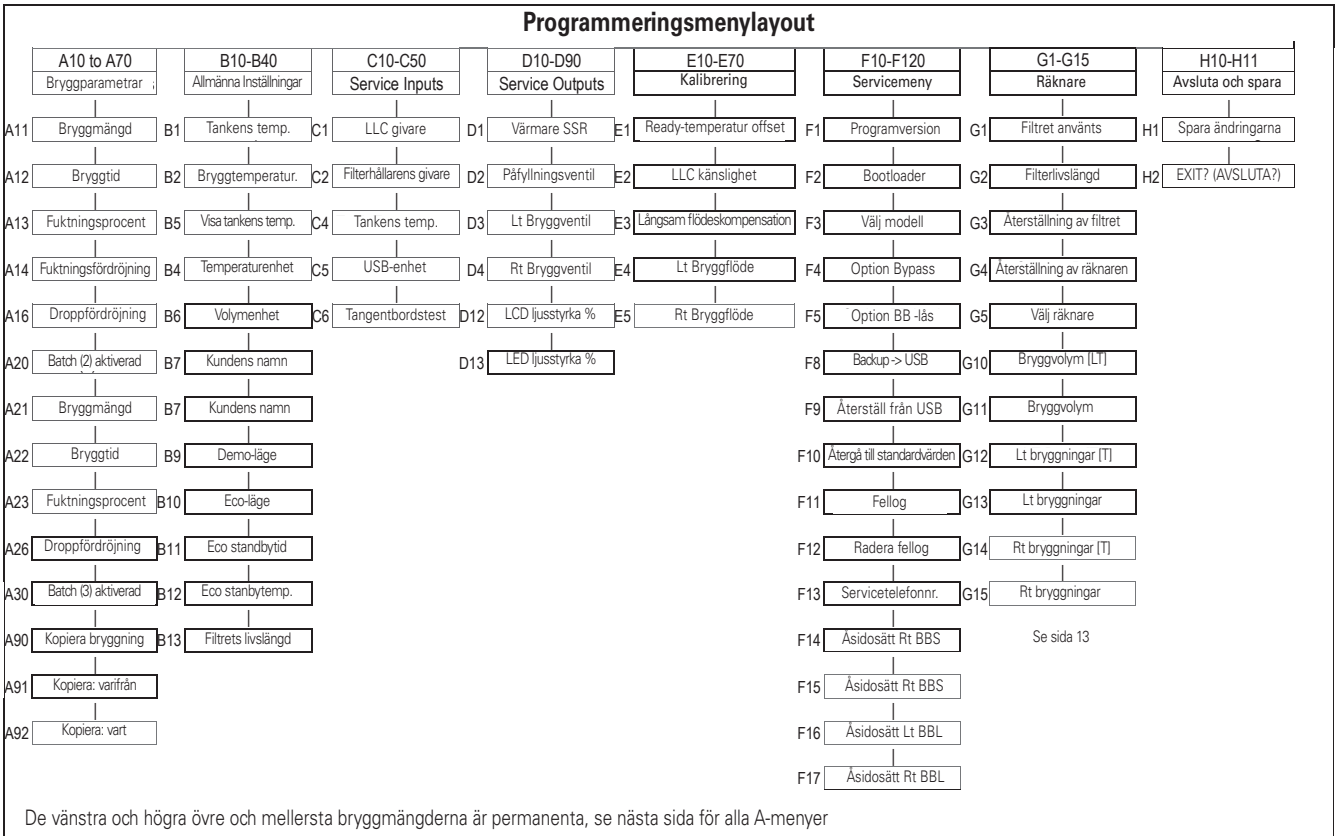 Programmeringsmenylayout
A10 to A70
Bryggparametrar
A11 Bryggmängd
A12 Bryggtid
A13 Fuktningsprocent
A14 Fuktningsfördröjning
A16 Droppfördröjning
A20 Batch (2) aktiverad
A21 Bryggmängd
A22 Bryggtid
A23 Fuktningsprocent
A26 Droppfördröjning
A30 Batch (3) aktiverad
A90 Kopiera bryggning
A91 Kopiera: varifrån
A92 Kopiera: vart
B10-B40
Allmänna Inställningar
B1 Tankens temp.
B2 Bryggtemperatur.
B5 Visa tankens temp.
B4 Temperaturenhet
B6 Volymenhet
B7 Kundens namn
B7 Kundens namn
B9 Demo-läge
B10 Eco-läge
B11 Eco standbytid
B12 Eco stanbytemp.
B13 Filtrets livslängd
C10-C50
Service Inputs
C1 LLC givare
C2 Filterhållarens givare
C4 Tankens temp.
C5 USB-enhet
C6 Tangentbordstest
D10-D90
Service Outputs
D1 Värmare SSR
D2 Påfyllningsventil
D3 Lt Bryggventil
D4 Rt Bryggventil
D12 LCD ljusstyrka %
D13 LED ljusstyrka %
E10-E70
Kalibrering
E1 Ready-temperatur offset
E2 LLC känslighet
E3 Långsam flödeskompensation
E4 Lt Bryggflöde
E5 Rt Bryggflöde
F10-F120
Servicemeny
F1 Programversion
F2 Bootloader
F3 Välj modell
F4 Option Bypass
F5 Option BB -lås
F8 Backup -> USB
F9 Återställ från USB
F10 Återgå till standardvärden
F11 Fellog
F12 Radera fellog
F13 Servicetelefonnr.
F14 Åsidosätt Rt BBS
F15 Åsidosätt Rt BBS
F16 Åsidosätt Lt BBL
F17 Åsidosätt Rt BBL
G1-G15
Räknare
G1 Filtret använts
G2 Filterlivslängd
G3 Återställning av filtret
G4 Återställning av räknaren
G5 Välj räknare
G10 Bryggvolym [LT]
G11 Bryggvolym
G12 Lt bryggningar [T]
G13 Lt bryggningar
G14 Rt bryggningar [T]
G15 Rt bryggningar
Se sida 13
H10-H11
Avsluta och spara
H1 Spara ändringarna
H2 EXIT? (AVSLUTA?)
De vänstra och högra övre och mellersta bryggmängderna är permanenta, se nästa sida för alla A-menyer